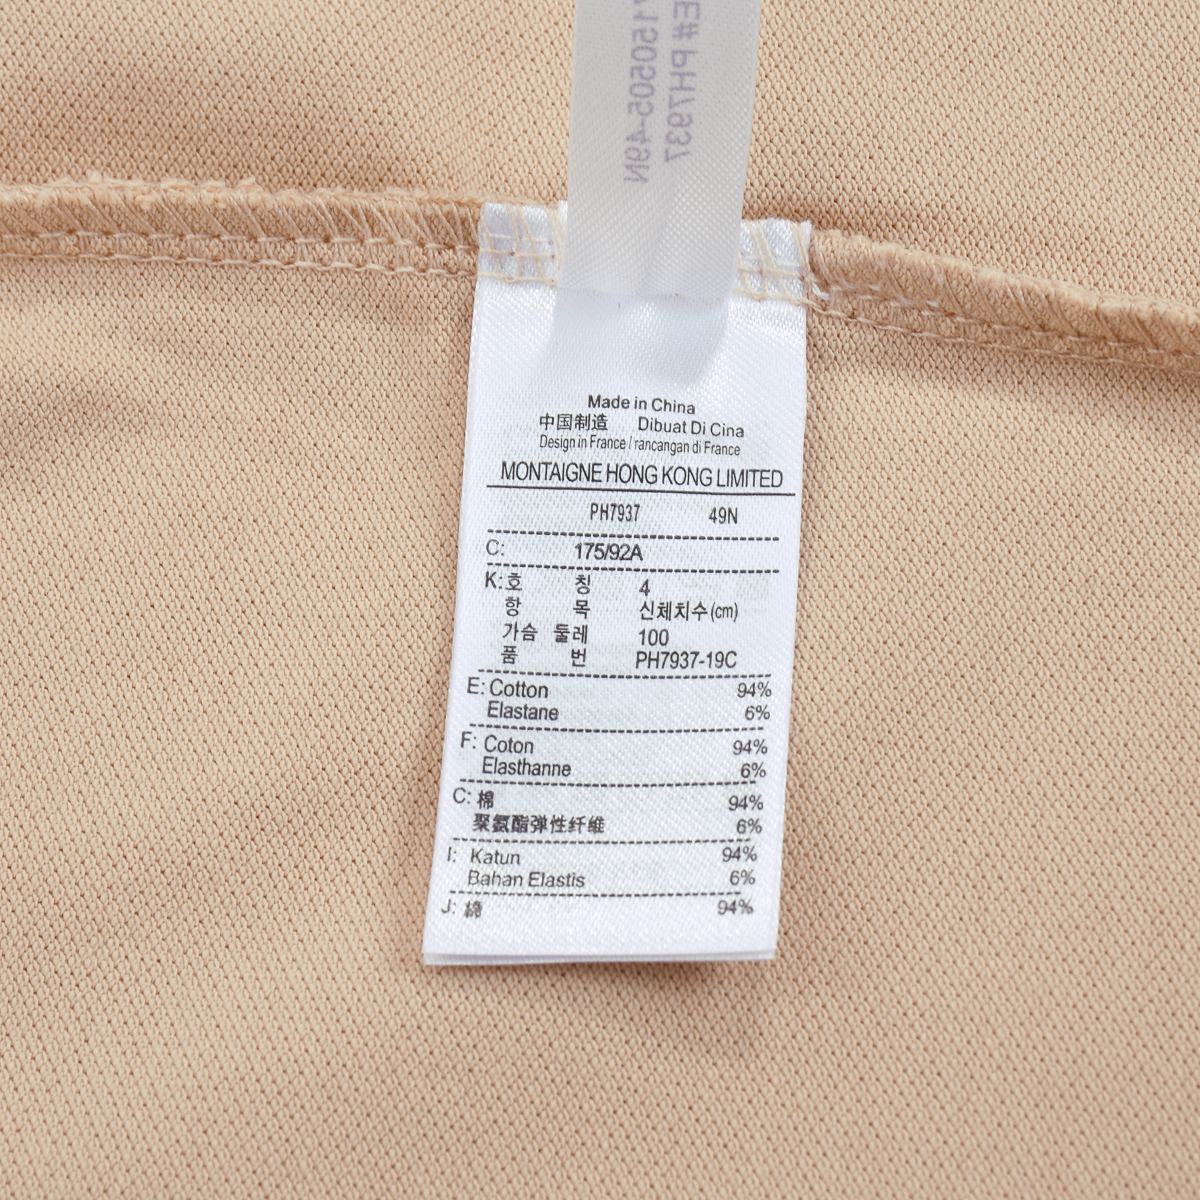 E# PH7937
150505-49N
Made in China
中国制造 Dibuat Di Cina
Design in France / rancangan di France
MONTAIGNE HONG KONG LIMITED
PH7937 49N
C: 175/92A
K: 호 칭 4
항 목 신체치수(cm)
가슴 둘레 100
품 번 PH7937-19C
E: Cotton 94%
Elastane 6%
F: Coton 94%
Elasthanne 6%
C: 棉 94%
聚氨酯弹性纤维 6%
I: Katun 94%
Bahan Elastis 6%
J: 綿 94%